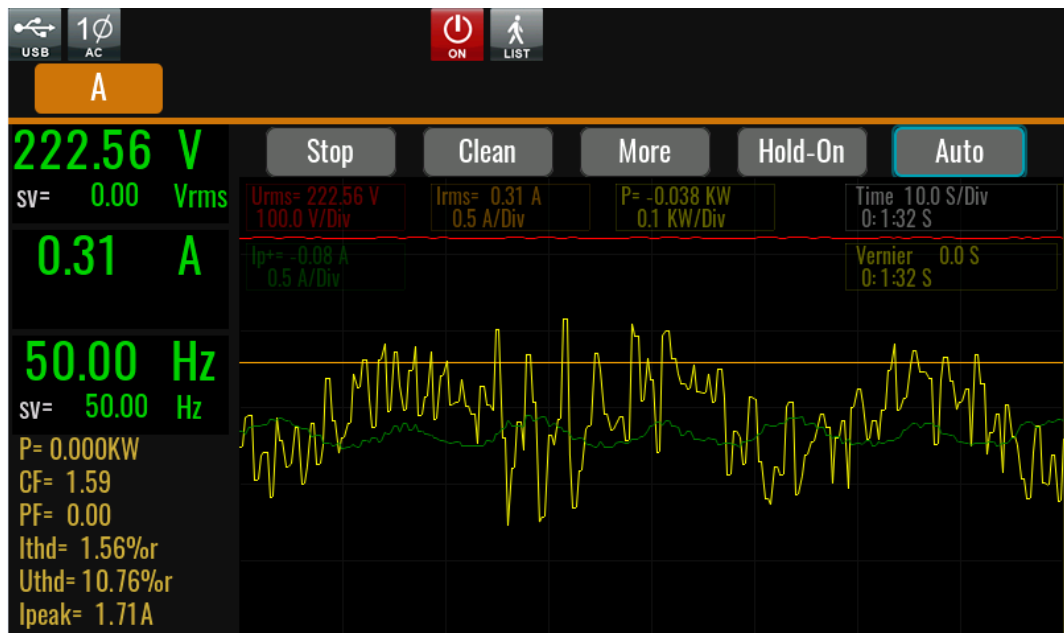 USB
1Ø
AC
ON
LIST
A
222.56 V
sv= 0.00 Vrms
0.31 A
50.00 Hz
sv= 50.00 Hz
P= 0.000KW
CF= 1.59
PF= 0.00
Ithd= 1.56%r
Uthd= 10.76%r
Ipeak= 1.71A
Stop Clean More Hold-On Auto
Urms= 222.56 V
100.0 V/Div
Irms= 0.31 A
0.5 A/Div
P= -0.038 KW
0.1 KW/Div
Time 10.0 S/Div
0: 1:32 S
Ip+= -0.08 A
0.5 A/Div
Vernier 0.0 S
0: 1:32 S